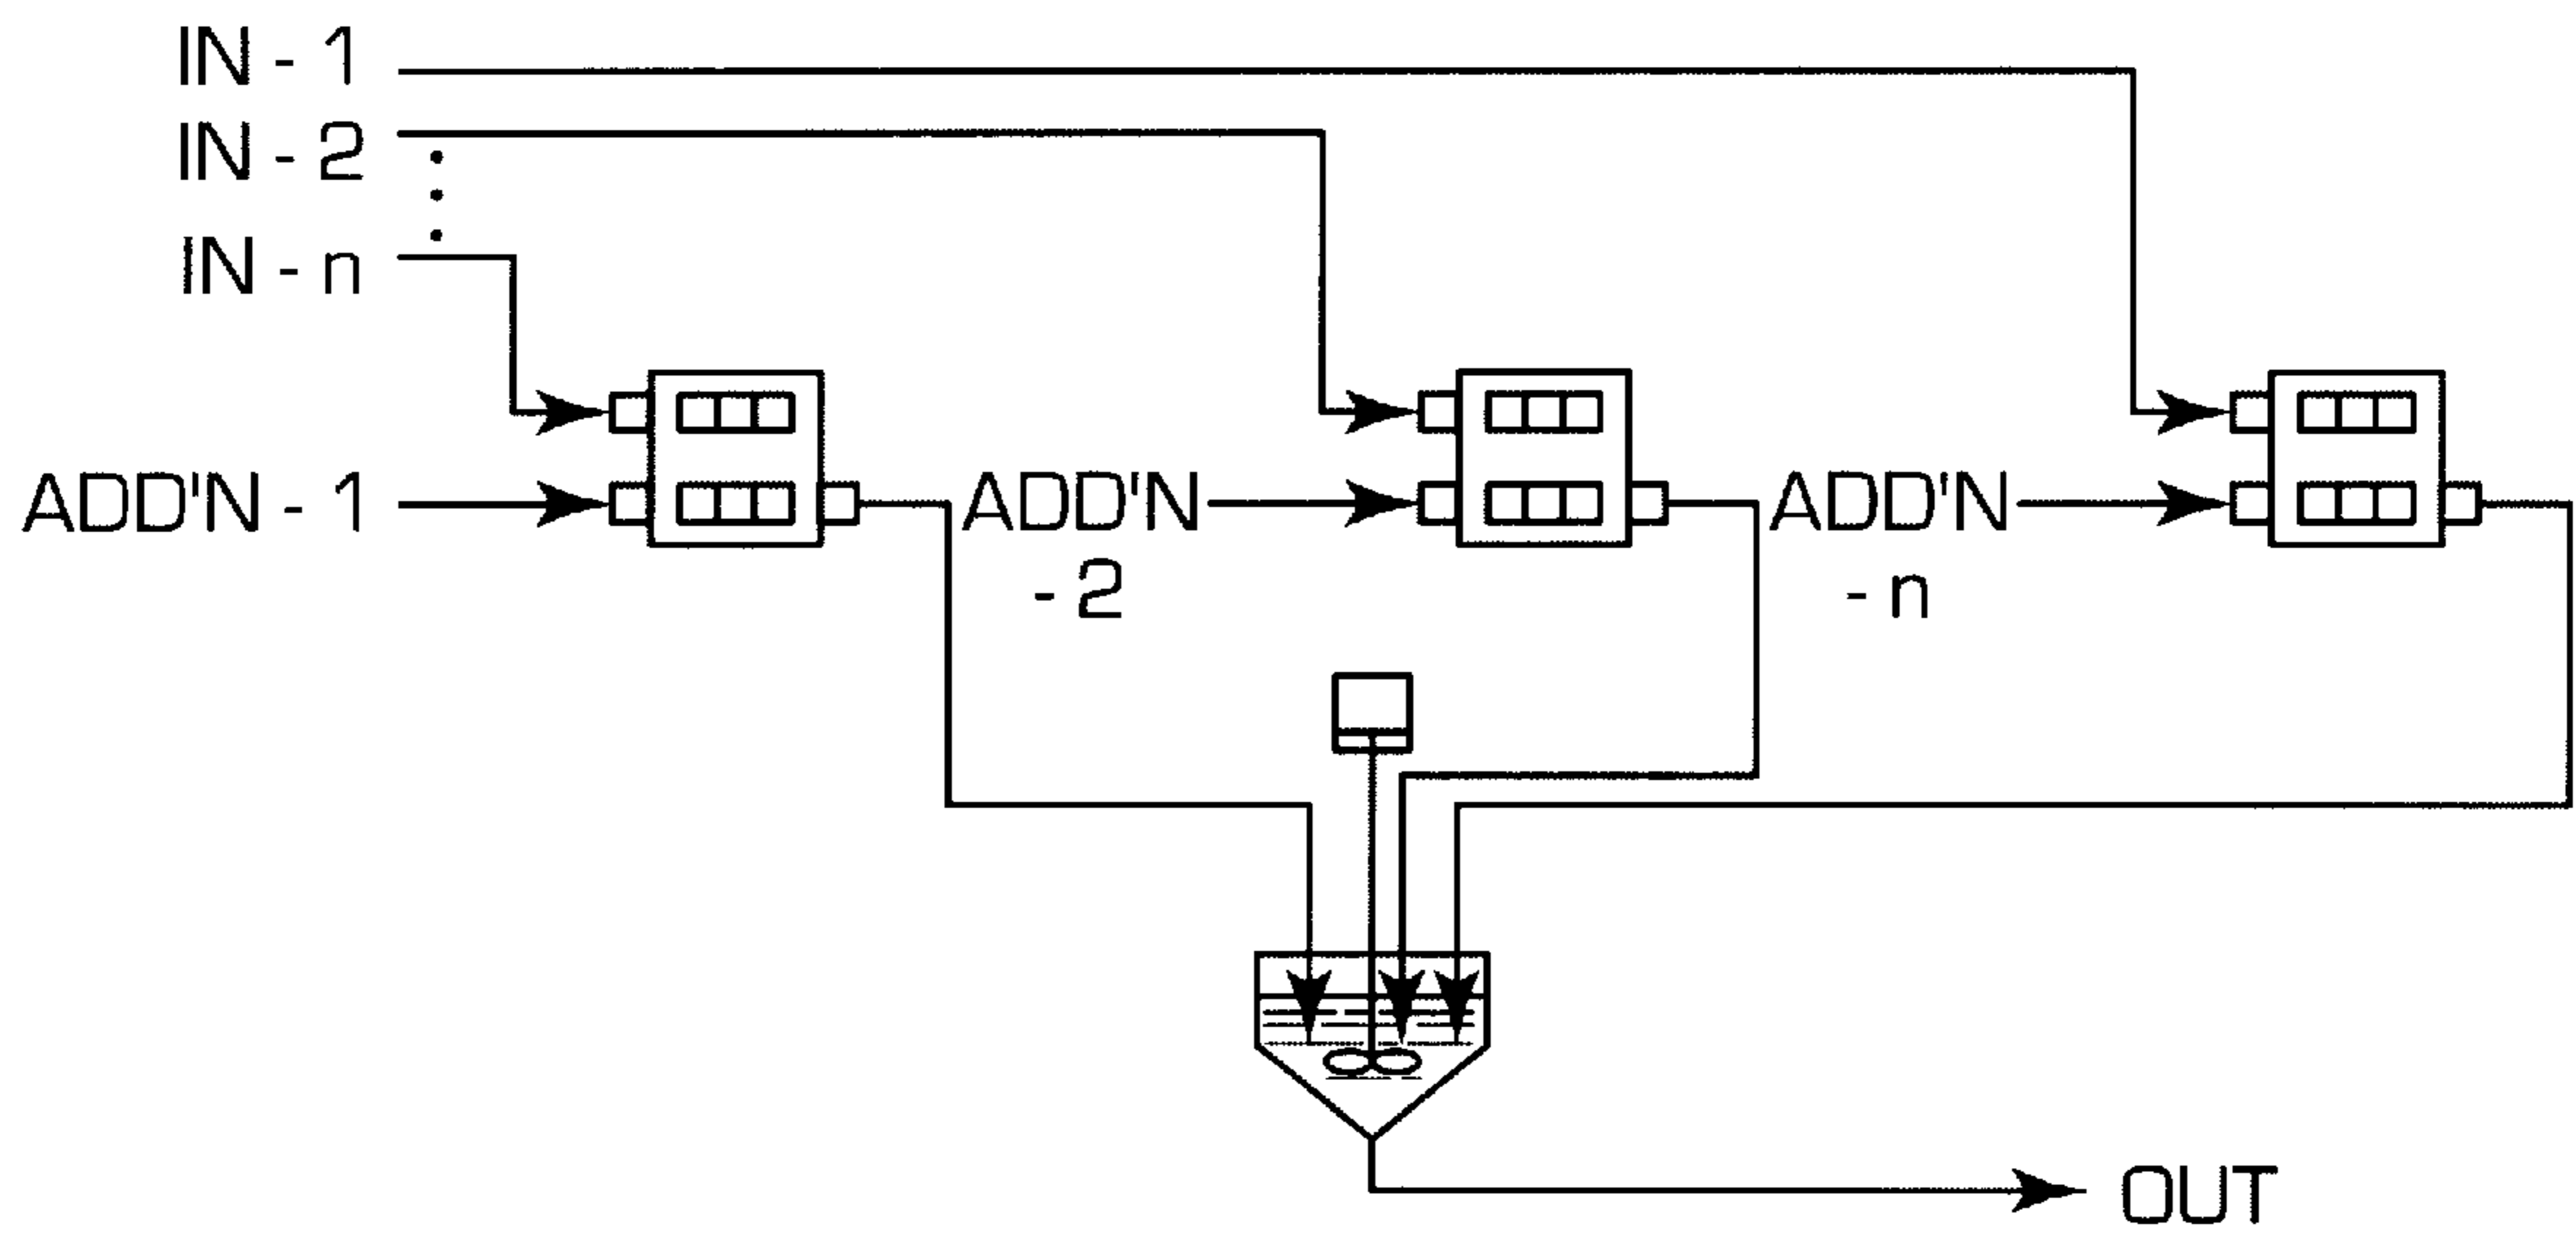 IN - 1
IN - 2
IN - n
ADD'N - 1
ADD'N
- 2
ADD'N
- n
OUT